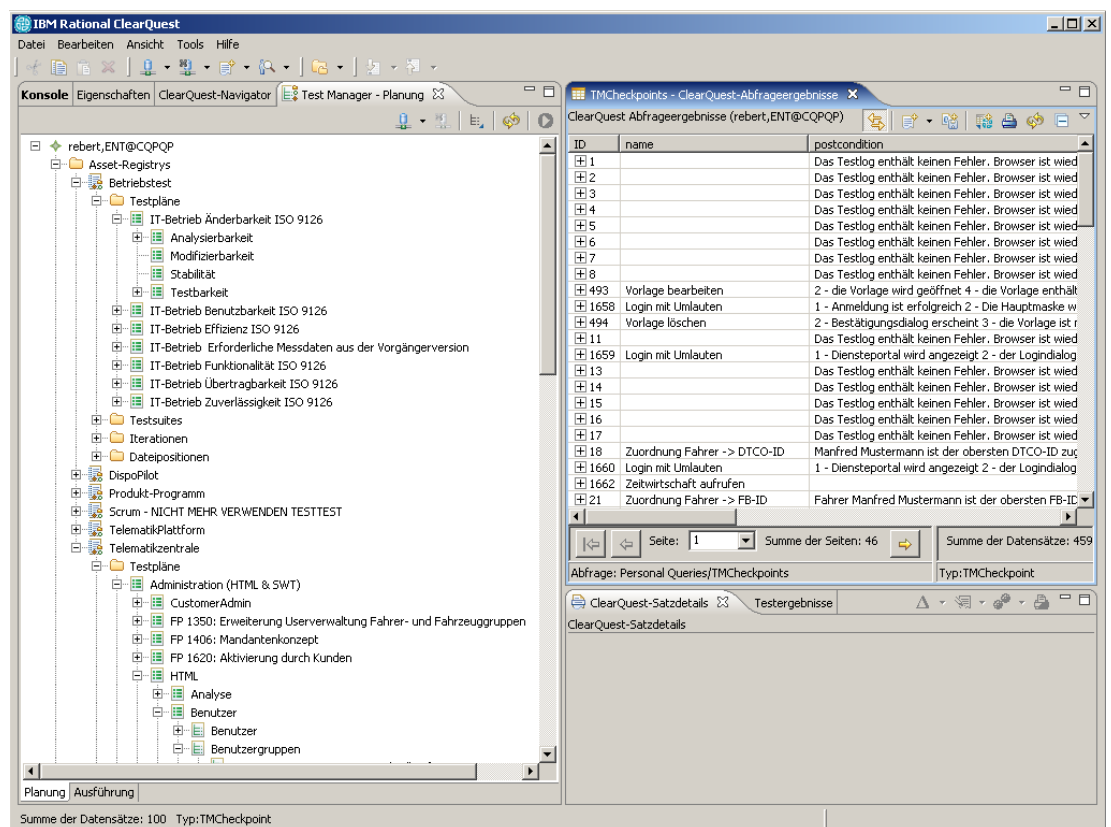 IBM Rational ClearQuest
Datei Bearbeiten Ansicht Tools Hilfe
Konsole Eigenschaften ClearQuest-Navigator Test Manager - Planung
rebert,ENT@CQPQP
Asset-Registrys
Betriebstest
Testpläne
IT-Betrieb Änderbarkeit ISO 9126
Analysierbarkeit
Modifizierbarkeit
Stabilität
Testbarkeit
IT-Betrieb Benutzbarkeit ISO 9126
IT-Betrieb Effizienz ISO 9126
IT-Betrieb Erforderliche Messdaten aus der Vorgängerversion
IT-Betrieb Funktionalität ISO 9126
IT-Betrieb Übertragbarkeit ISO 9126
IT-Betrieb Zuverlässigkeit ISO 9126
Testsuites
Iterationen
Dateipositionen
DispoPilot
Produkt-Programm
Scrum - NICHT MEHR VERWENDEN TESTTEST
TelematikPlattform
Telematikzentrale
Testpläne
Administration (HTML & SWT)
CustomerAdmin
FP 1350: Erweiterung Userverwaltung Fahrer- und Fahrzeuggruppen
FP 1406: Mandantenkonzept
FP 1620: Aktivierung durch Kunden
HTML
Analyse
Benutzer
Benutzer
Benutzergruppen
Planung Ausführung
TMCheckpoints - ClearQuest-Abfrageergebnisse
ClearQuest Abfrageergebnisse (rebert,ENT@CQPQP)
ID name postcondition
1 Das Testlog enthält keinen Fehler. Browser ist wied
2 Das Testlog enthält keinen Fehler. Browser ist wied
3 Das Testlog enthält keinen Fehler. Browser ist wied
4 Das Testlog enthält keinen Fehler. Browser ist wied
5 Das Testlog enthält keinen Fehler. Browser ist wied
6 Das Testlog enthält keinen Fehler. Browser ist wied
7 Das Testlog enthält keinen Fehler. Browser ist wied
8 Das Testlog enthält keinen Fehler. Browser ist wied
493 Vorlage bearbeiten 2 - die Vorlage wird geöffnet 4 - die Vorlage enthält
1658 Login mit Umlauten 1 - Anmeldung ist erfolgreich 2 - Die Hauptmaske w
494 Vorlage löschen 2 - Bestätigungsdialog erscheint 3 - die Vorlage ist
11 Das Testlog enthält keinen Fehler. Browser ist wied
1659 Login mit Umlauten 1 - Diensteportal wird angezeigt 2 - der Logindialog
13 Das Testlog enthält keinen Fehler. Browser ist wied
14 Das Testlog enthält keinen Fehler. Browser ist wied
15 Das Testlog enthält keinen Fehler. Browser ist wied
16 Das Testlog enthält keinen Fehler. Browser ist wied
17 Das Testlog enthält keinen Fehler. Browser ist wied
18 Zuordnung Fahrer -> DTCO-ID Manfred Mustermann ist der obersten DTCO-ID zug
1660 Login mit Umlauten 1 - Diensteportal wird angezeigt 2 - der Logindialog
1662 Zeitwirtschaft aufrufen
21 Zuordnung Fahrer -> FB-ID Fahrer Manfred Mustermann ist der obersten FB-ID
Seite: 1 Summe der Seiten: 46 Summe der Datensätze: 459
Abfrage: Personal Queries/TMCheckpoints Typ:TMCheckpoint
ClearQuest-Satzdetails Testergebnisse
ClearQuest-Satzdetails
Summe der Datensätze: 100 Typ:TMCheckpoint